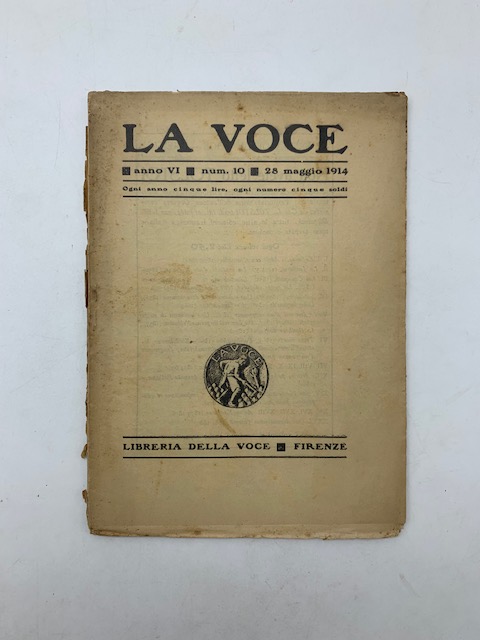 LA VOCE
anno VI num. 10 28 maggio 1914
Ogni anno cinque lire, ogni numero cinque soldi
LA VOCE
LIBRERIA DELLA VOCE FIRENZE